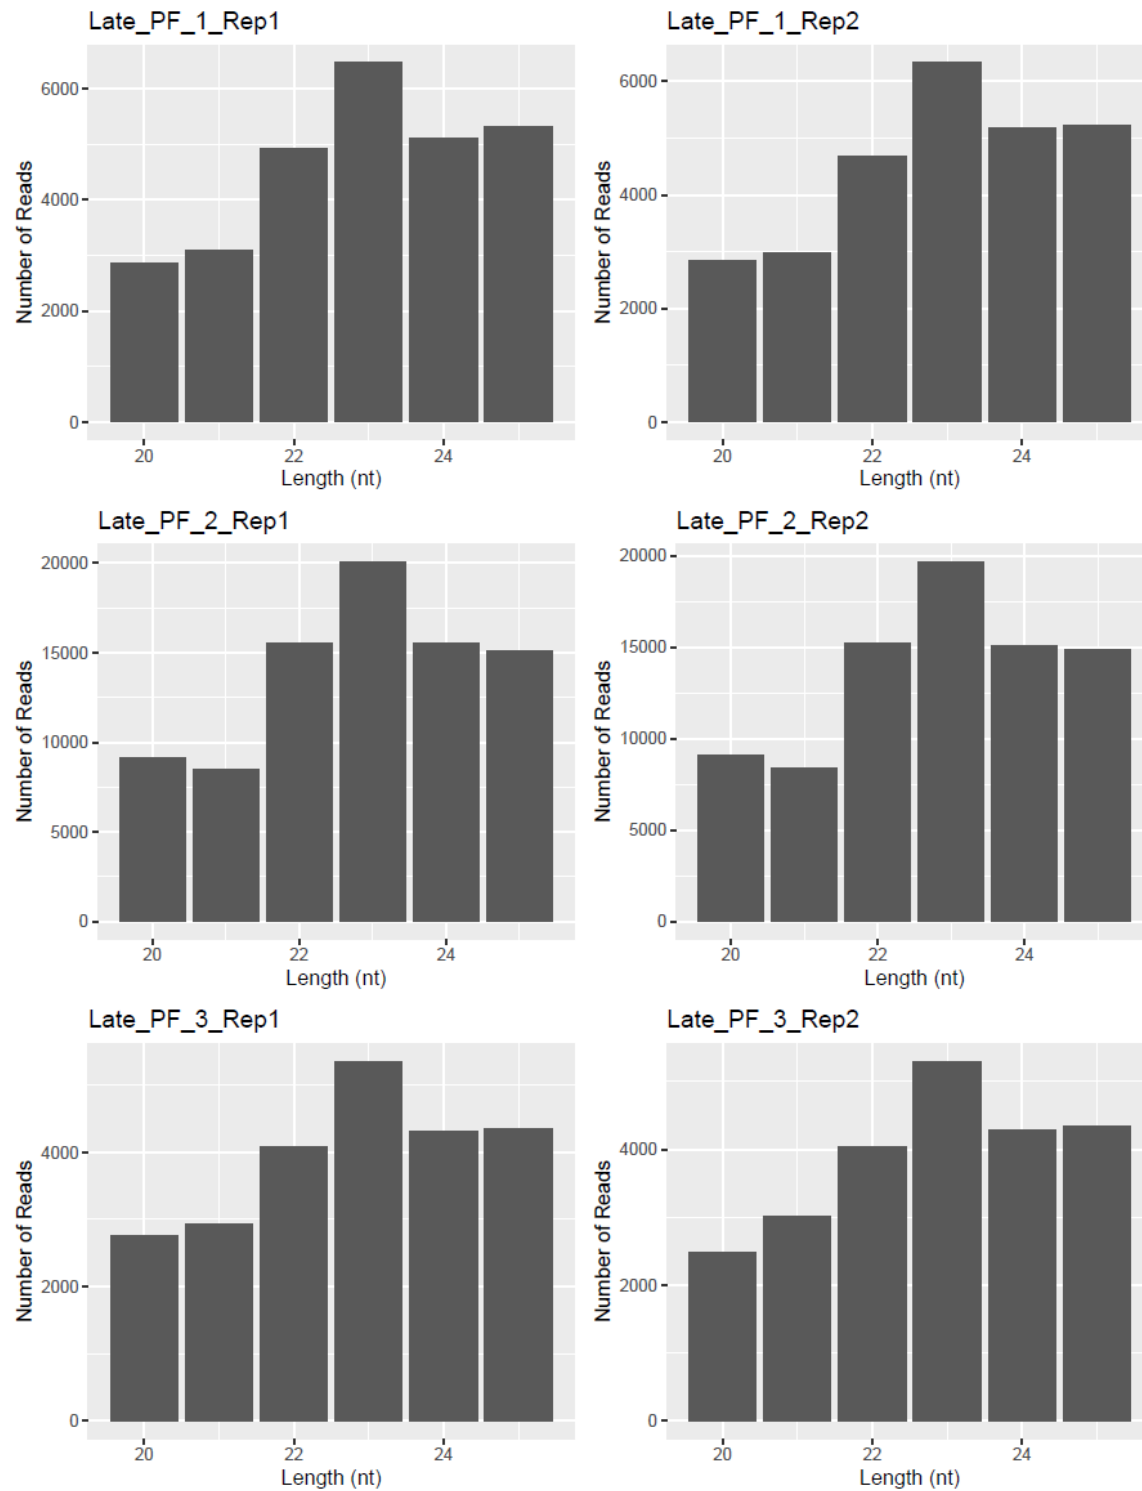 Late_PF_1_Rep1
Number of Reads
6000
4000
2000
0
20 22 24
Length (nt)
Late_PF_1_Rep2
Number of Reads
6000
4000
2000
0
20 22 24
Length (nt)
Late_PF_2_Rep1
Number of Reads
20000
15000
10000
5000
0
20 22 24
Length (nt)
Late_PF_2_Rep2
Number of Reads
20000
15000
10000
5000
0
20 22 24
Length (nt)
Late_PF_3_Rep1
Number of Reads
4000
2000
0
20 22 24
Length (nt)
Late_PF_3_Rep2
Number of Reads
4000
2000
0
20 22 24
Length (nt)